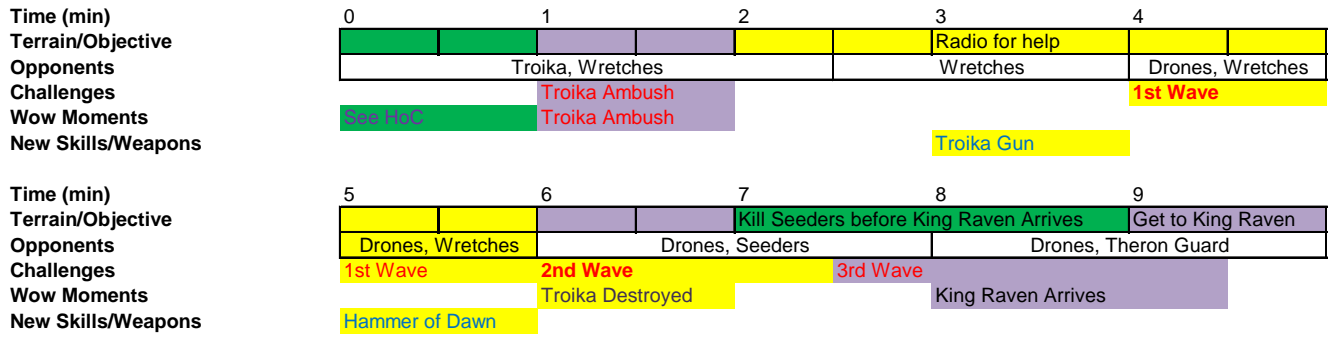 Time (min) 0 1 2 3 4
Terrain/Objective Radio for help
Opponents Troika, Wretches Wretches Drones, Wretches
Challenges Troika Ambush 1st Wave
Wow Moments See HoC Troika Ambush
New Skills/Weapons Troika Gun
Time (min) 5 6 7 8 9
Terrain/Objective Kill Seeders before King Raven Arrives Get to King Raven
Opponents Drones, Wretches Drones, Seeders Drones, Theron Guard
Challenges 1st Wave 2nd Wave 3rd Wave
Wow Moments Troika Destroyed King Raven Arrives
New Skills/Weapons Hammer of Dawn